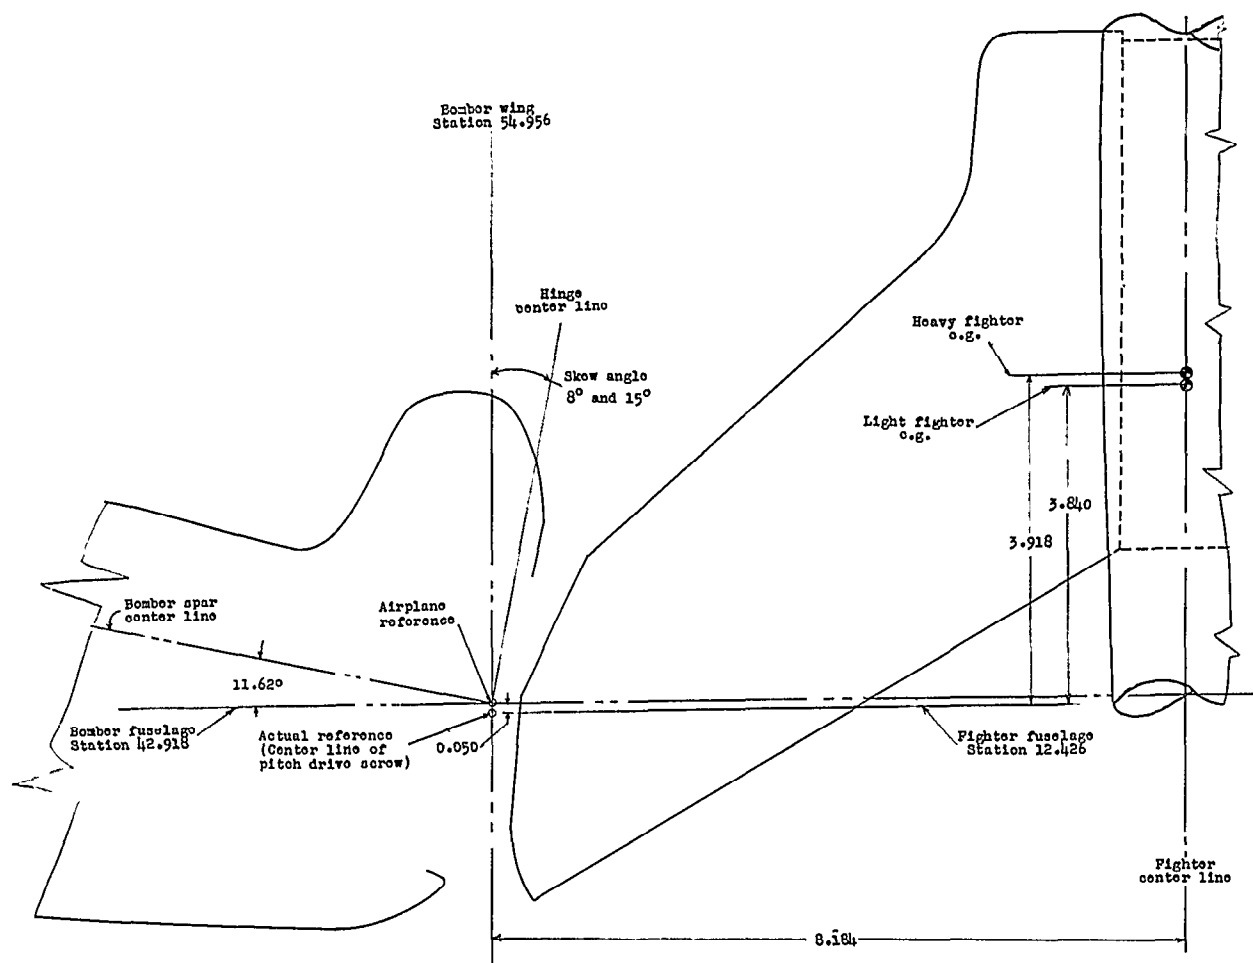 Bomber wing
Station 54.956
Hinge
center line
Skew angle
8° and 15°
Heavy fighter
c.g.
Light fighter
c.g.
3.840
3.918
Bomber spar
center line
Airplane
reference
11.62°
Bomber fuselage
Station 42.918
Actual reference
(Center line of
pitch drive screw)
0.050
Fighter fuselage
Station 12.426
Fighter
center line
8.184